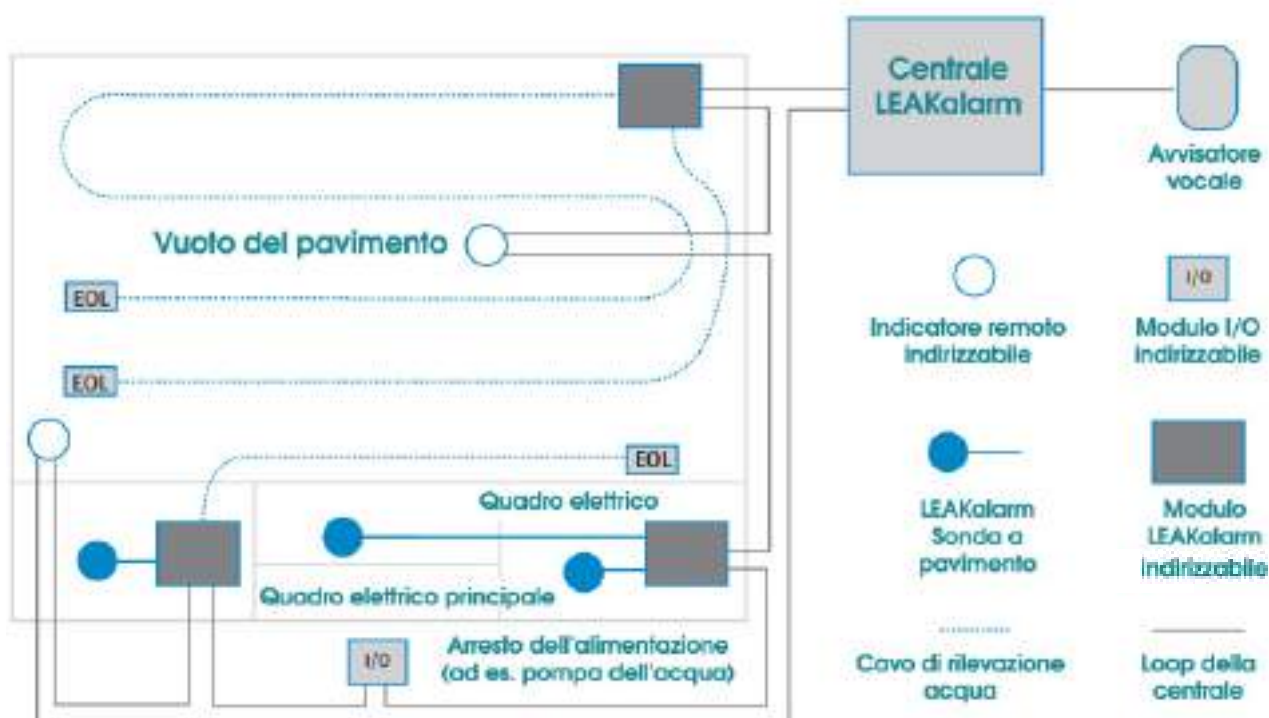 Centrale
LEAKalarm
Avvisatore
vocale
Vuoto del pavimento
EOL
EOL
EOL
I/O
Indicatore remoto
indirizzabile
Modulo I/O
indirizzabile
Quadro elettrico
Quadro elettrico principale
LEAKalarm
Sonda a
pavimento
Modulo
LEAKalarm
indirizzabile
I/O
Arresto dell'alimentazione
(ad es. pompa dell'acqua)
Cavo di rilevazione
acqua
Loop della
centrale